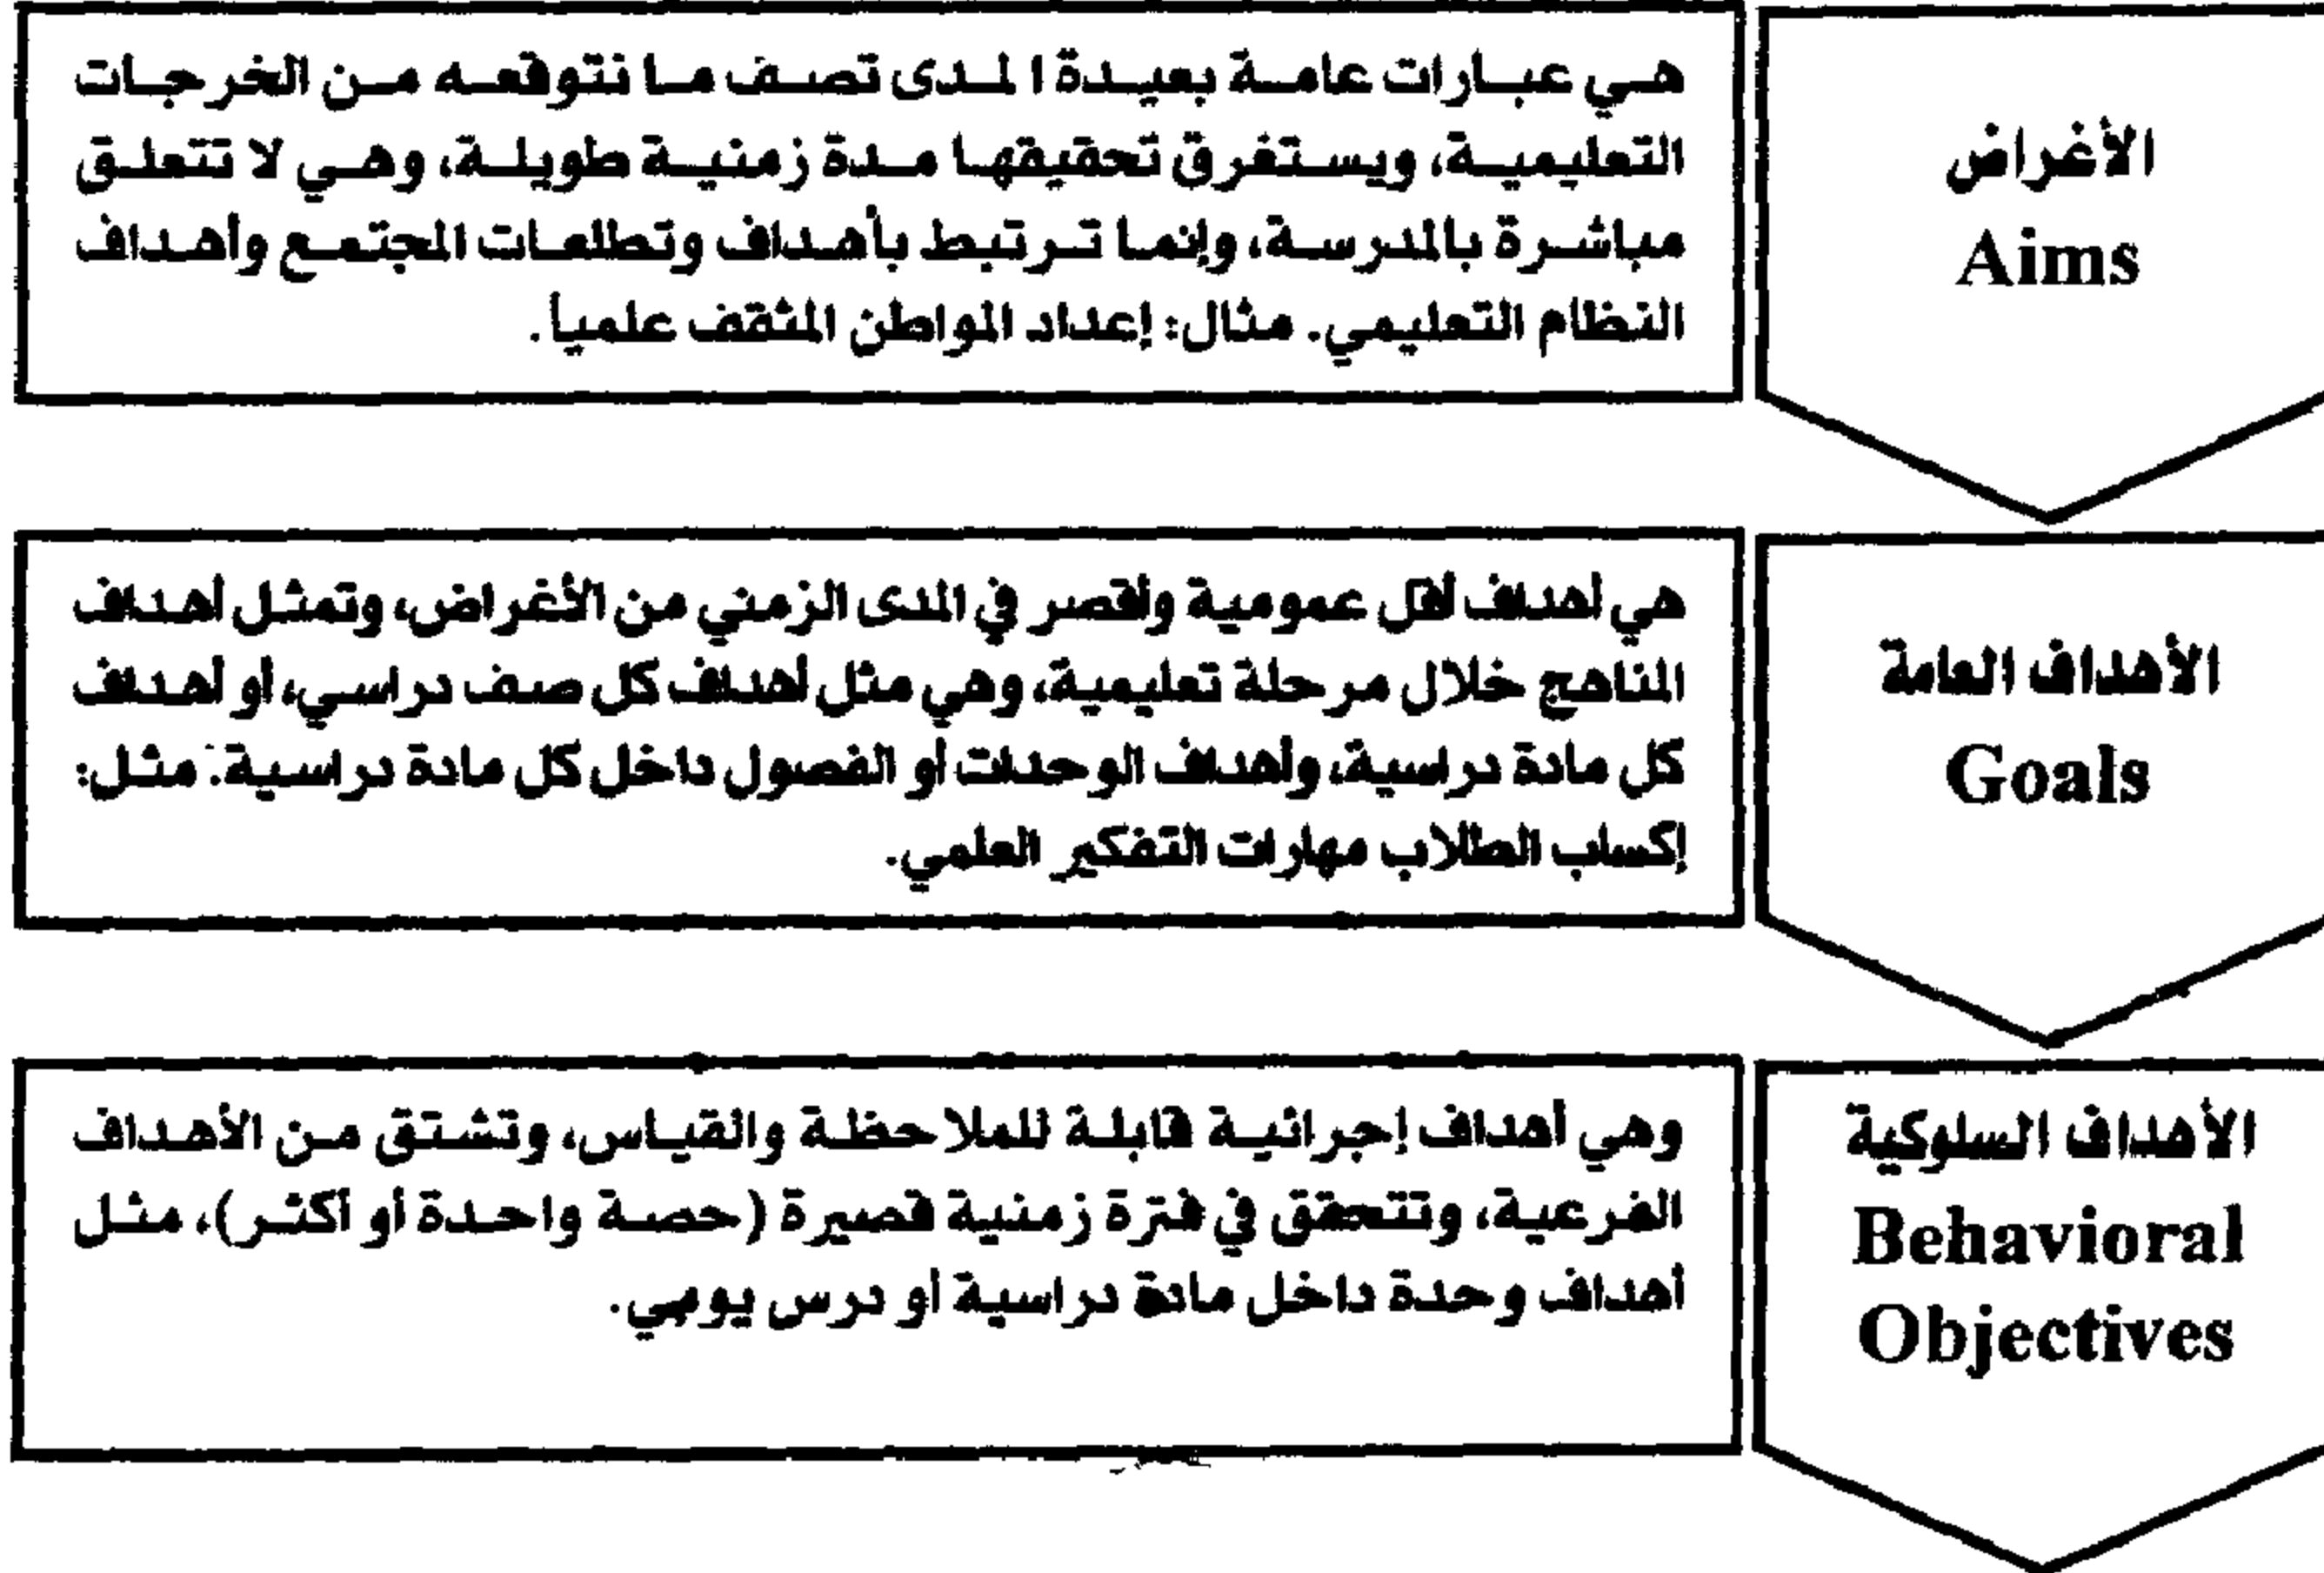 الأغراض
Aims
هي عبارات عامة بعيدة المدى تصف ما نتوقعه من الخرجات
التعليمية، ويستغرق تحقيقها مدة زمنية طويلة، وهي لا تتعلق
مباشرة بالمدرسة، وإنما ترتبط بأهداف وتطلعات المجتمع وأهداف
النظام التعليمي. مثال: إعداد المواطن المثقف علمياً.
الأهداف العامة
Goals
هي أهداف أقل عمومية وأقصر في المدى الزمني من الأغراض، وتمثل أهداف
المناهج خلال مرحلة تعليمية، وهي مثل أهداف كل صف دراسي، أو أهداف
كل مادة دراسية، وأهداف الوحدات أو الفصول داخل كل مادة دراسية. مثل:
إكساب الطلاب مهارات التفكير العلمي.
الأهداف السلوكية
Behavioral
Objectives
وهي أهداف إجرائية قابلة للملاحظة والقياس، وتشتق من الأهداف
الفرعية، وتتحقق في فترة زمنية قصيرة (حصة واحدة أو أكثر)، مثل
أهداف وحدة داخل مادة دراسية أو درس يومي.